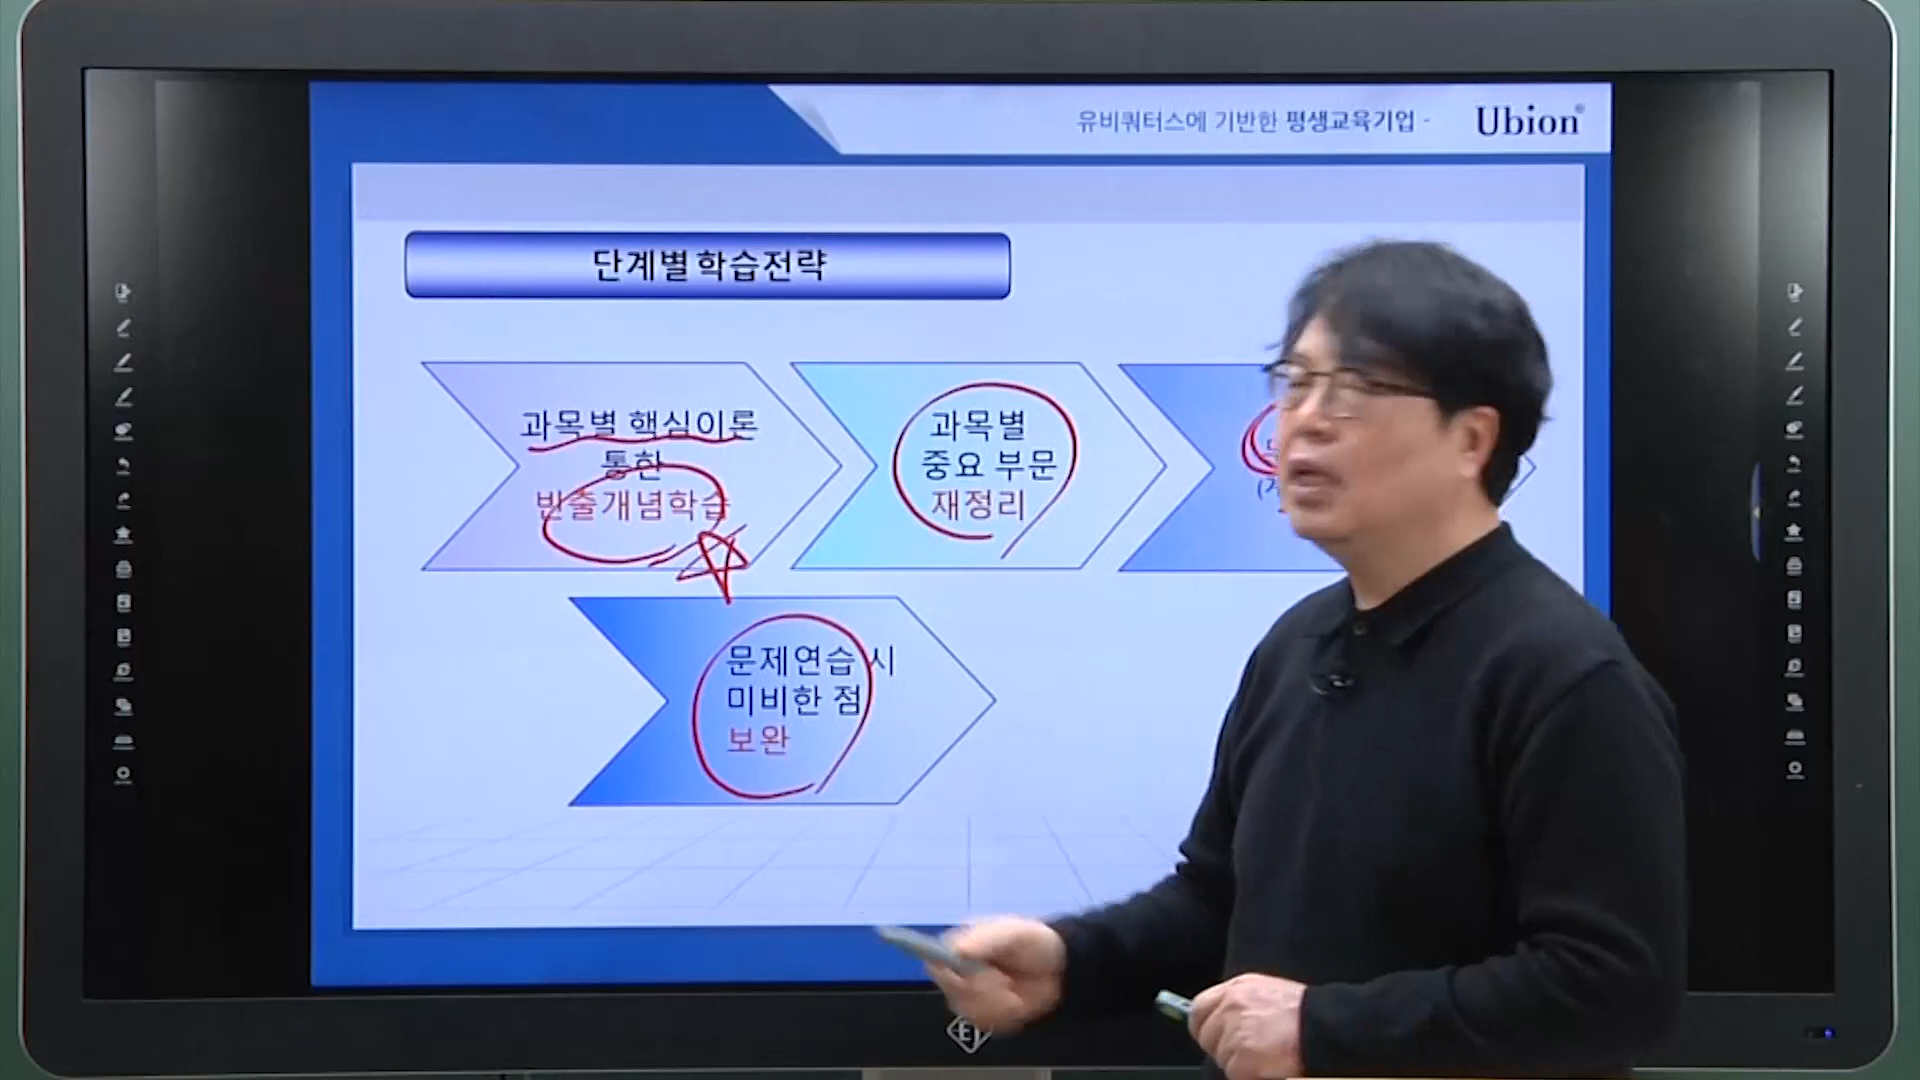 유비쿼터스에 기반한 평생교육기업 -
Ubion
단계별 학습전략
과목별 핵심이론
통한
빈출개념학습
과목별
중요 부문
재정리
문제연습 시
미비한 점
보완